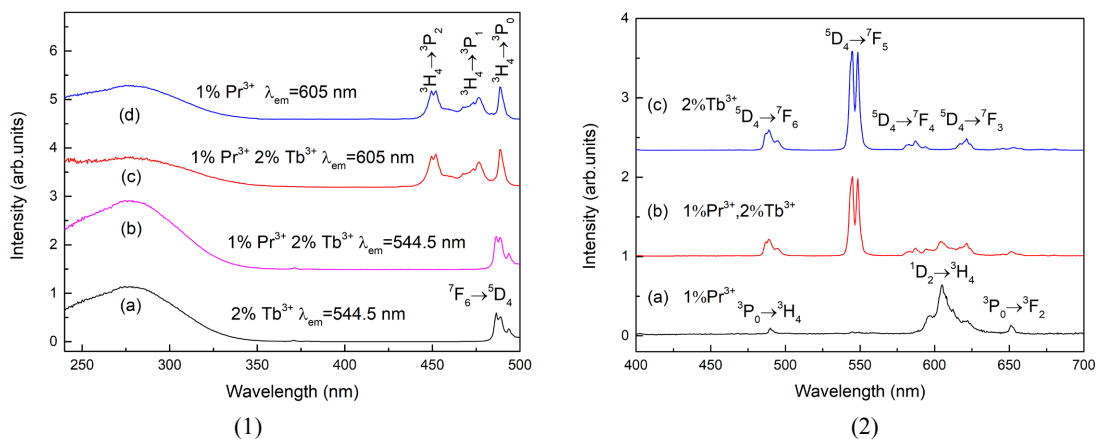 6
5
4
3
2
1
0
Intensity (arb.units)
³H₄→³P₂
³H₄→³P₁
³H₄→³P₀
1% Pr³⁺ λem=605 nm
(d)
1% Pr³⁺ 2% Tb³⁺ λem=605 nm
(c)
(b)
1% Pr³⁺ 2% Tb³⁺ λem=544.5 nm
⁷F₆→⁵D₄
(a)
2% Tb³⁺ λem=544.5 nm
250 300 350 400 450 500
Wavelength (nm)
(1)
4
3
2
1
0
Intensity (arb.units)
⁵D₄→⁷F₅
(c) 2%Tb³⁺
⁵D₄→⁷F₆
⁵D₄→⁷F₄ ⁵D₄→⁷F₃
(b) 1%Pr³⁺,2%Tb³⁺
¹D₂→³H₄
(a) 1%Pr³⁺
³P₀→³H₄
³P₀→³F₂
400 450 500 550 600 650 700
Wavelength (nm)
(2)